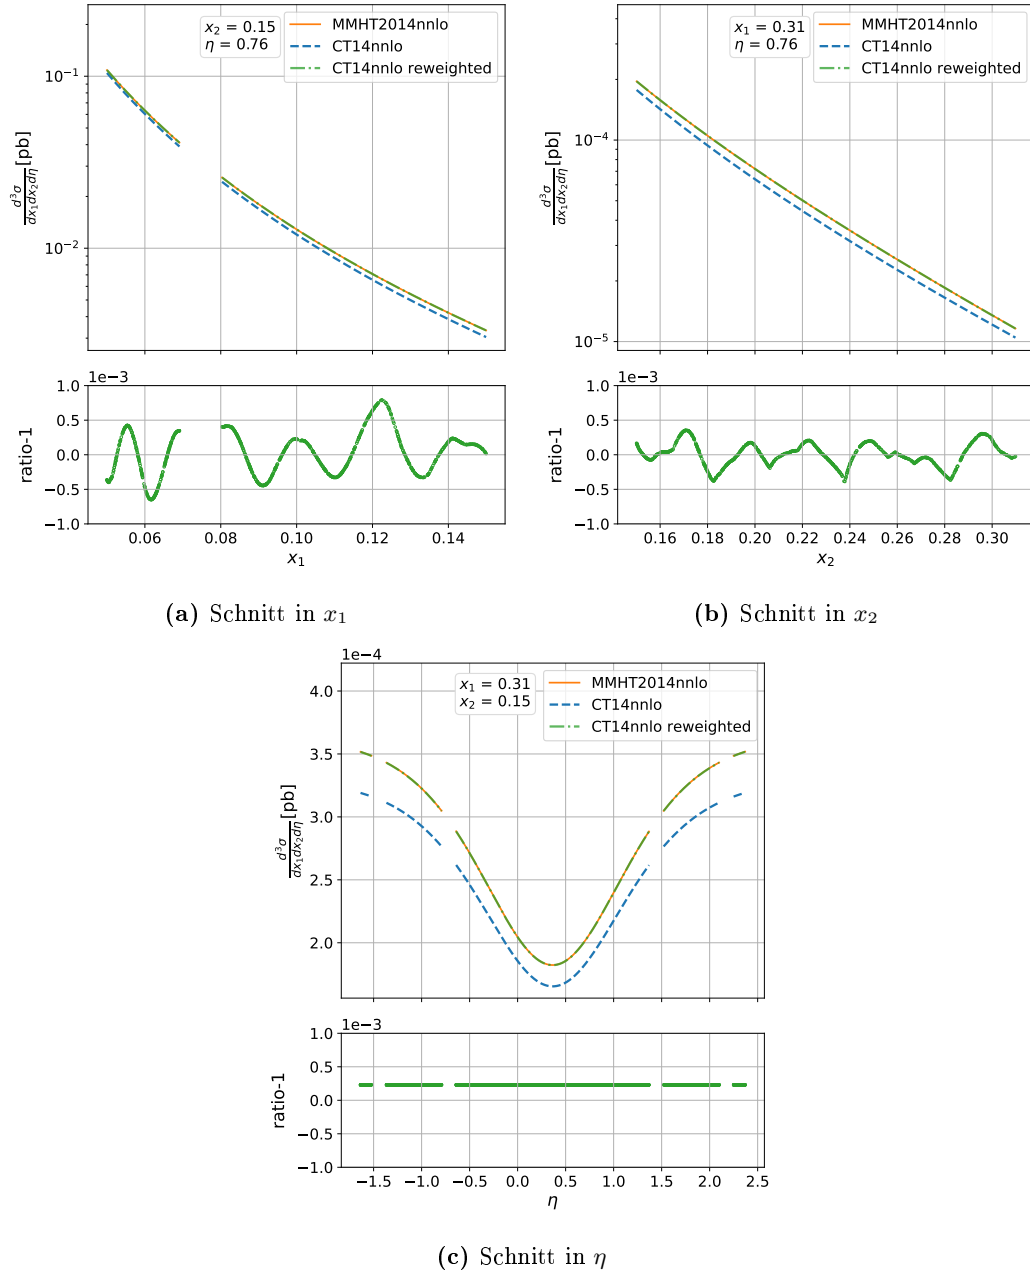 x₂ = 0.15
η = 0.76
MMHT2014nnlo
CT14nnlo
CT14nnlo reweighted
10⁻¹
10⁻²
d³σ/dx₁dx₂dη [pb]
1e−3
1.0
0.5
0.0
−0.5
−1.0
ratio-1
0.06 0.08 0.10 0.12 0.14
x₁
(a) Schnitt in x₁
x₁ = 0.31
η = 0.76
MMHT2014nnlo
CT14nnlo
CT14nnlo reweighted
10⁻⁴
10⁻⁵
d³σ/dx₁dx₂dη [pb]
1e−3
1.0
0.5
0.0
−0.5
−1.0
ratio-1
0.16 0.18 0.20 0.22 0.24 0.26 0.28 0.30
x₂
(b) Schnitt in x₂
1e−4
x₁ = 0.31
x₂ = 0.15
MMHT2014nnlo
CT14nnlo
CT14nnlo reweighted
4.0
3.5
3.0
2.5
2.0
d³σ/dx₁dx₂dη [pb]
1e−3
1.0
0.5
0.0
−0.5
−1.0
ratio-1
−1.5 −1.0 −0.5 0.0 0.5 1.0 1.5 2.0 2.5
η
(c) Schnitt in η